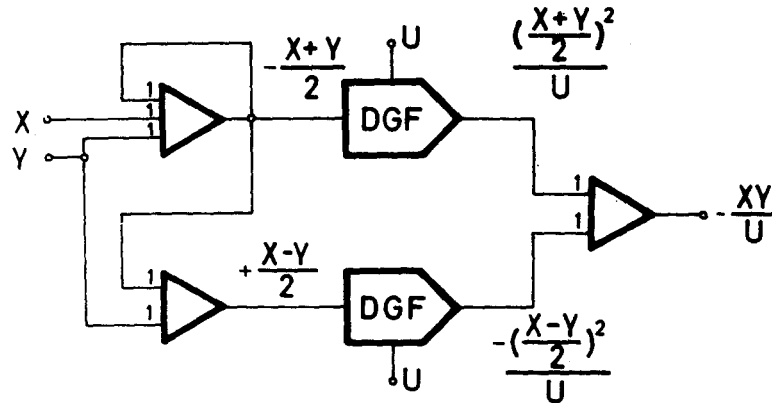 U
- X+Y / 2
( X+Y / 2 )² / U
1
1
1
X
Y
DGF
1
1
- XY / U
1
1
+ X-Y / 2
DGF
U
-( X-Y / 2 )² / U